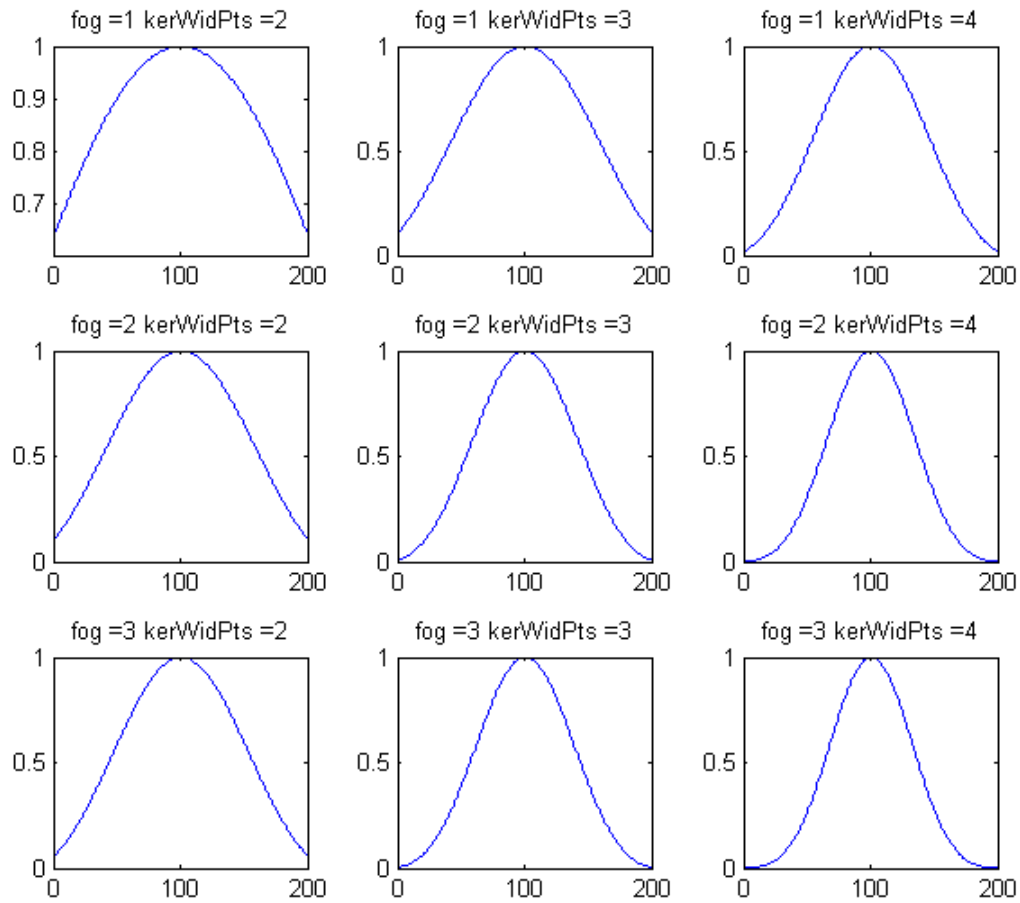 fog =1 kerWidPts =2
1
0.9
0.8
0.7
0 100 200
fog =1 kerWidPts =3
1
0.5
0
0 100 200
fog =1 kerWidPts =4
1
0.5
0
0 100 200
fog =2 kerWidPts =2
1
0.5
0
0 100 200
fog =2 kerWidPts =3
1
0.5
0
0 100 200
fog =2 kerWidPts =4
1
0.5
0
0 100 200
fog =3 kerWidPts =2
1
0.5
0
0 100 200
fog =3 kerWidPts =3
1
0.5
0
0 100 200
fog =3 kerWidPts =4
1
0.5
0
0 100 200